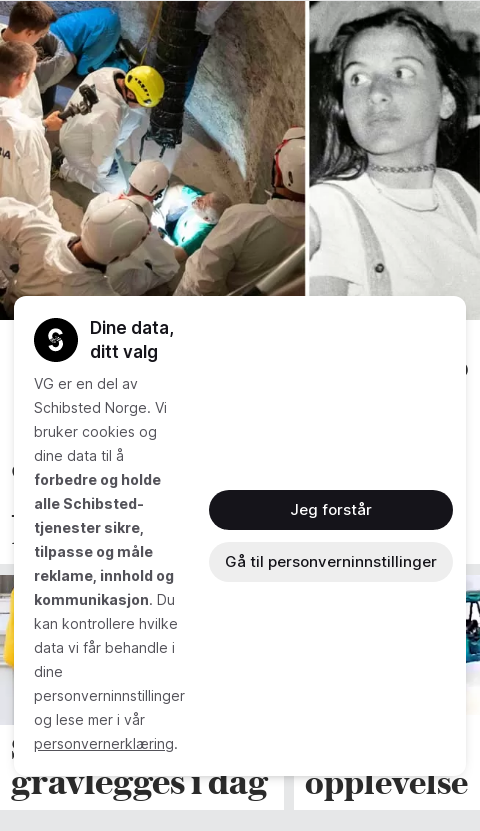 Dine data,
ditt valg
VG er en del av
Schibsted Norge. Vi
bruker cookies og
dine data til å
forbedre og holde
alle Schibsted-
tjenester sikre,
tilpasse og måle
reklame, innhold og
kommunikasjon. Du
kan kontrollere hvilke
data vi får behandle i
dine
personverninnstillinger
og lese mer i vår
personvernerklæring.
Jeg forstår
Gå til personverninnstillinger
gravlegges i dag
opplevelse